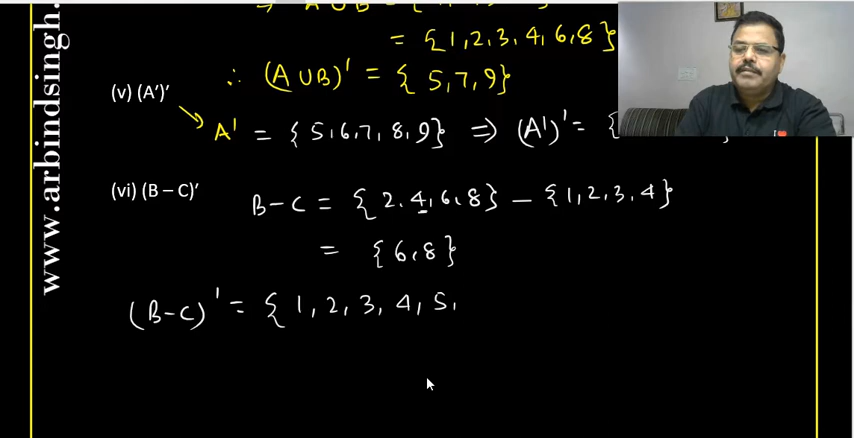 = {1, 2, 3, 4, 6, 8}
∴ (A ∪ B)' = {5, 7, 9}
(v) (A')'
A' = {5, 6, 7, 8, 9} ⇒ (A')' = {
(vi) (B – C)'
B – C = {2, 4, 6, 8} – {1, 2, 3, 4}
= {6, 8}
(B – C)' = {1, 2, 3, 4, 5,
www.arbindsingh.